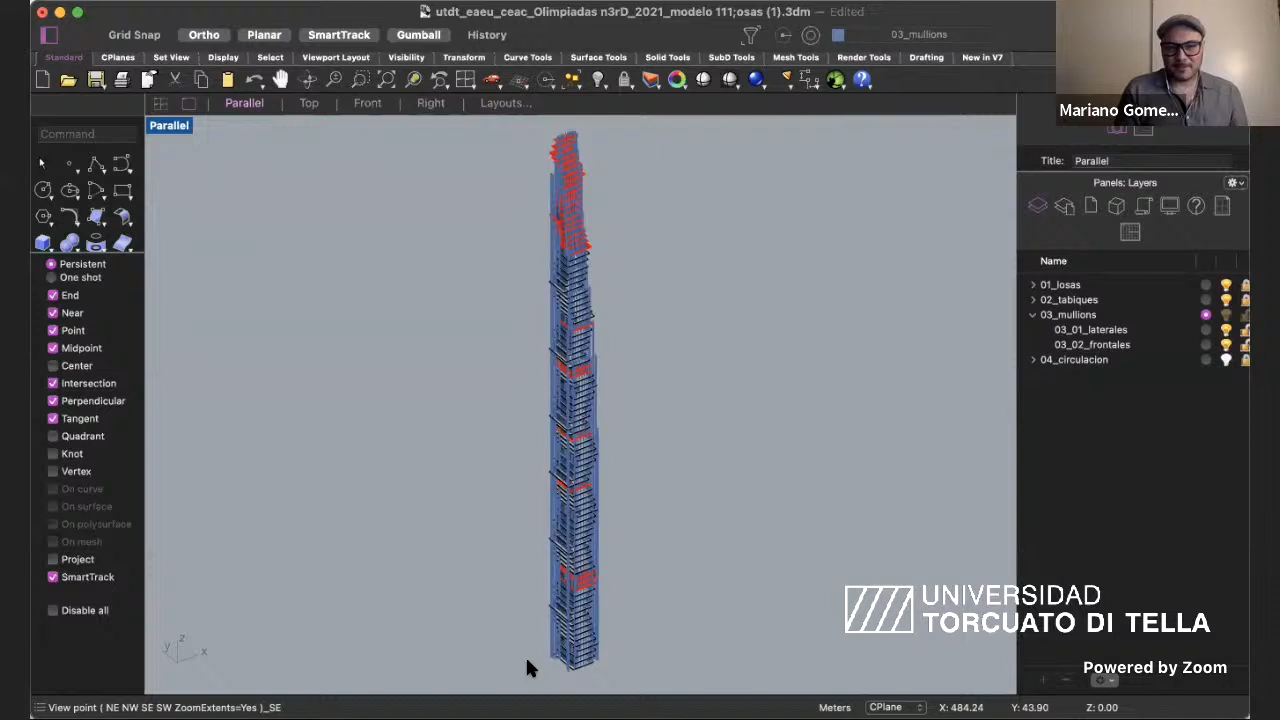 utdt_eaeu_ceac_Olimpiadas n3rD_2021_modelo 111;osas (1).3dm — Edited
Grid Snap Ortho Planar SmartTrack Gumball History 03_mullions
Standard CPlanes Set View Display Select Viewport Layout Visibility Transform Curve Tools Surface Tools Solid Tools SubD Tools Mesh Tools Render Tools Drafting New in V7
Mariano Gome...
Parallel Top Front Right Layouts...
Parallel
Command
Title: Parallel
Panels: Layers
Name
Persistent
One shot
End
Near
Point
Midpoint
Center
Intersection
Perpendicular
Tangent
Quadrant
Knot
Vertex
On curve
On surface
On polysurface
On mesh
Project
SmartTrack
Disable all
01_losas
02_tabiques
03_mullions
03_01_laterales
03_02_frontales
04_circulacion
z
y
x
UNIVERSIDAD
TORCUATO DI TELLA
Powered by Zoom
View point ( NE NW SE SW ZoomExtents=Yes )_SE Meters CPlane X: 484.24 Y: 43.90 Z: 0.00